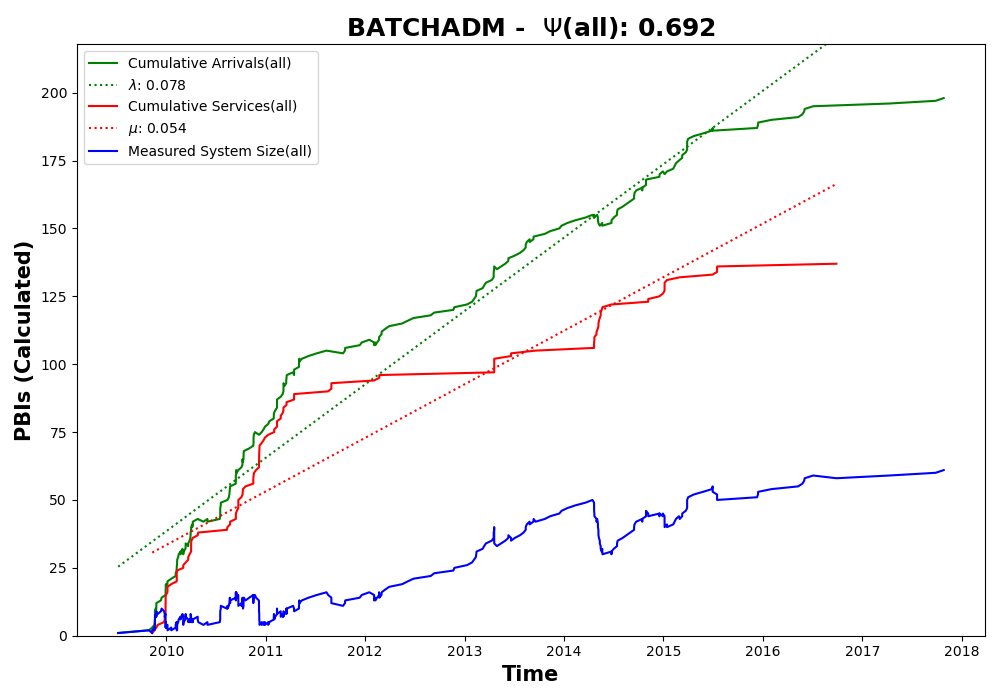 BATCHADM - Ψ(all): 0.692
Cumulative Arrivals(all)
λ: 0.078
Cumulative Services(all)
μ: 0.054
Measured System Size(all)
PBIs (Calculated)
200
175
150
125
100
75
50
25
0
2010 2011 2012 2013 2014 2015 2016 2017 2018
Time